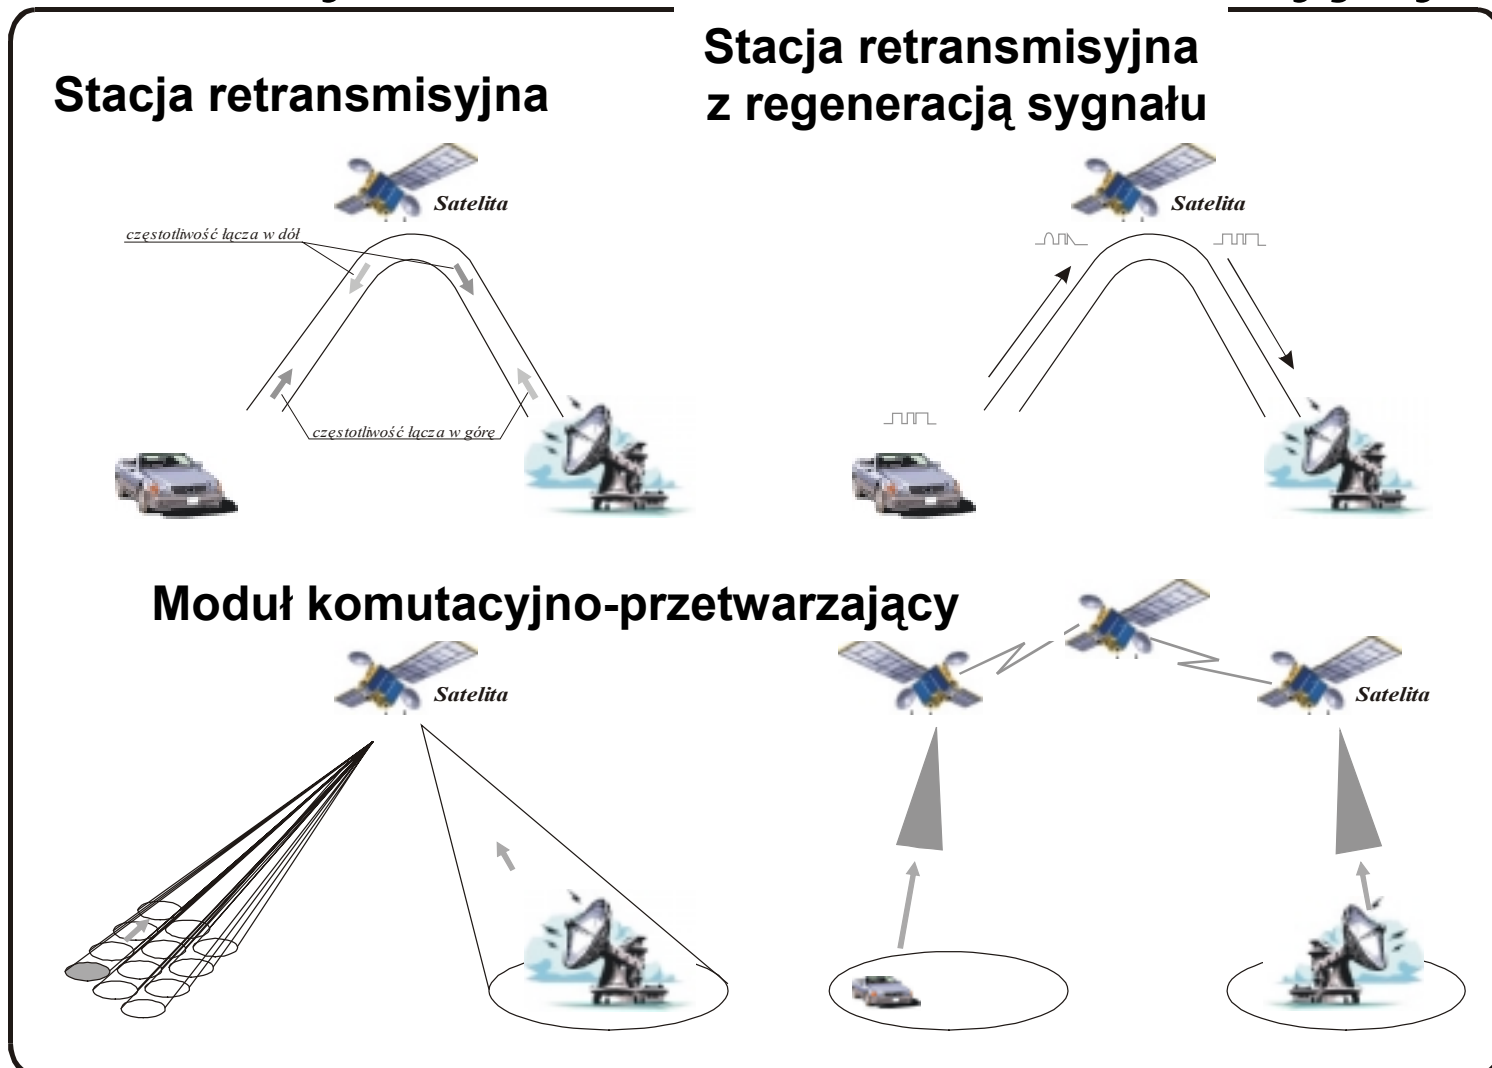 Stacja retransmisyjna
Stacja retransmisyjna
z regeneracją sygnału
Satelita
częstotliwość łącza w dół
częstotliwość łącza w górę
Satelita
Moduł komutacyjno-przetwarzający
Satelita
Satelita